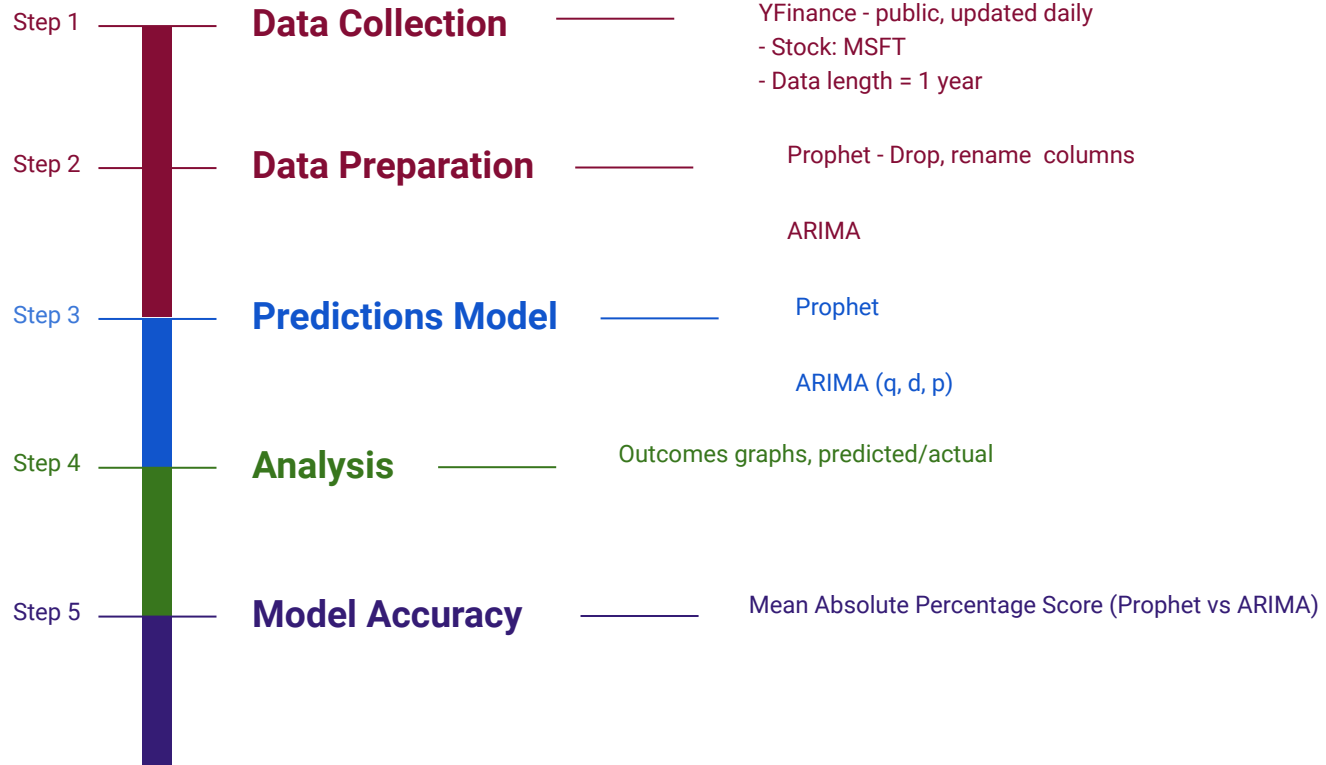 Step 1
Data Collection
YFinance - public, updated daily
- Stock: MSFT
- Data length = 1 year
Step 2
Data Preparation
Prophet - Drop, rename  columns
ARIMA
Step 3
Predictions Model
Prophet
ARIMA (q, d, p)
Step 4
Analysis
Outcomes graphs, predicted/actual
Step 5
Model Accuracy
Mean Absolute Percentage Score (Prophet vs ARIMA)